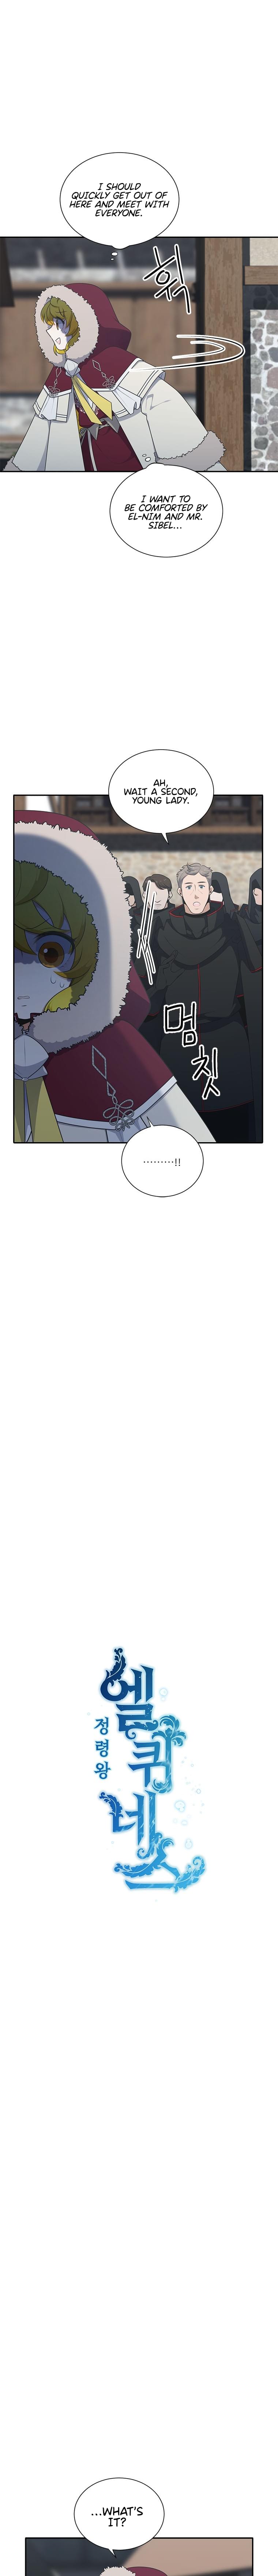 I SHOULD
QUICKLY GET OUT OF
HERE AND MEET WITH
EVERYONE.
홱
I WANT TO
BE COMFORTED BY
EL-NIM AND MR.
SIBEL...
AH,
WAIT A SECOND,
YOUNG LADY.
멈
칫
.........!!
정령왕
엘
퀴
네
스
...WHAT'S
IT?